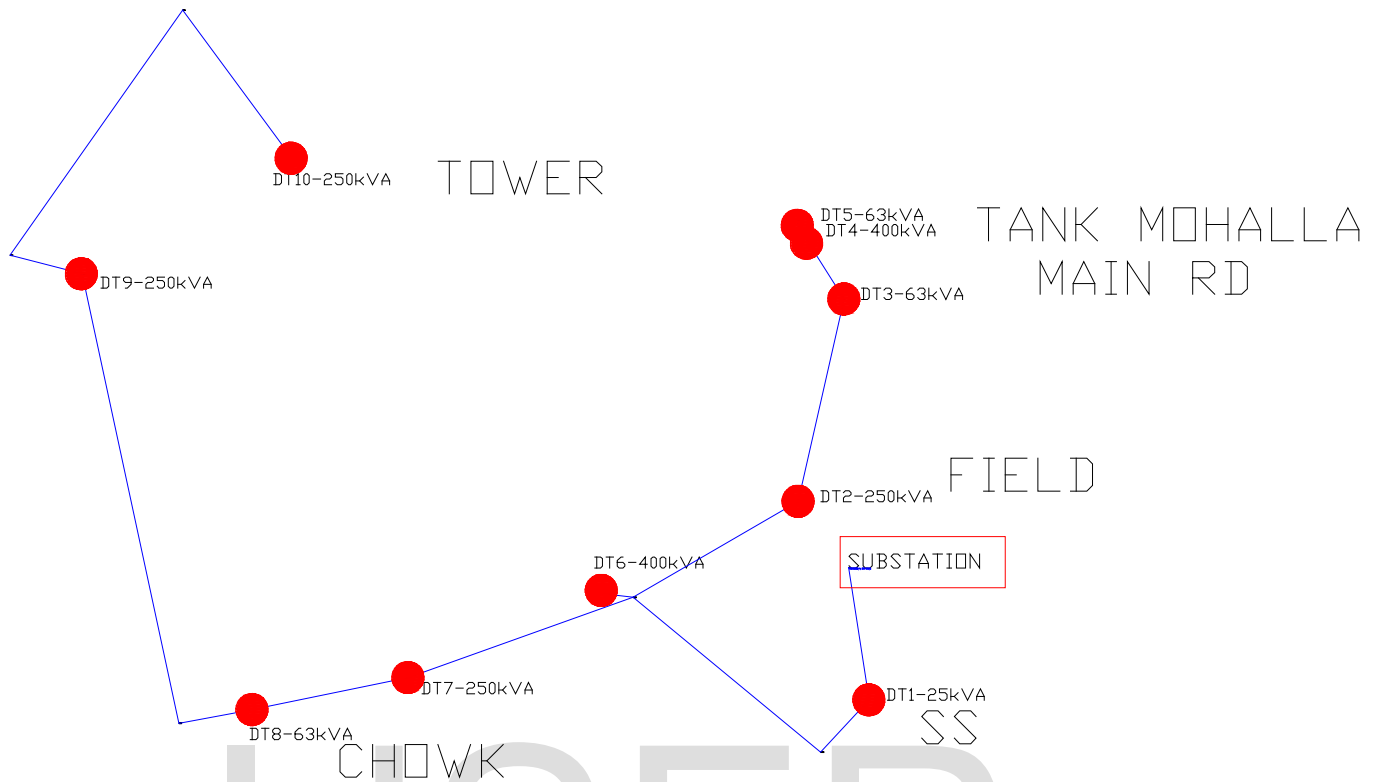 DT10-250kVA
TOWER
DT5-63kVA
DT4-400kVA
TANK MOHALLA
MAIN RD
DT9-250kVA
DT3-63kVA
FIELD
DT2-250kVA
SUBSTATION
DT6-400kVA
DT7-250kVA
DT1-25kVA
SS
DT8-63kVA
CHOWK